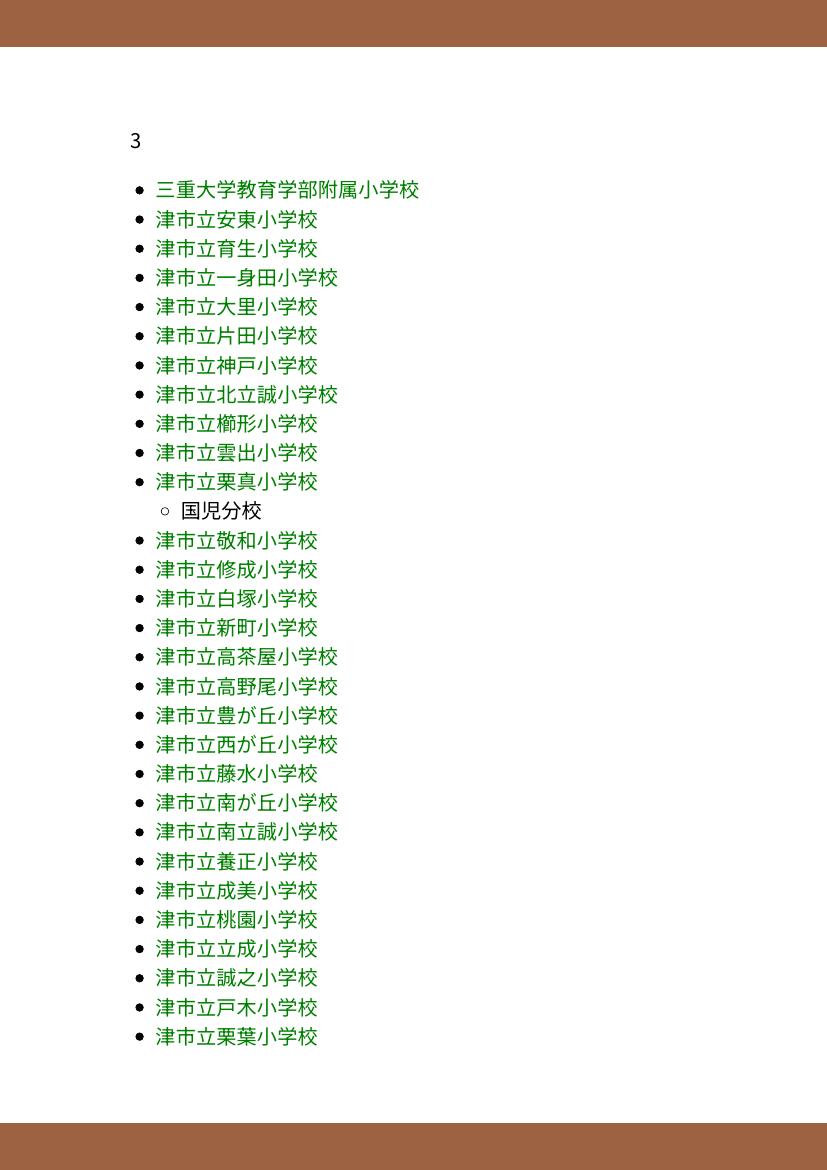 3
三重大学教育学部附属小学校
津市立安東小学校
津市立育生小学校
津市立一身田小学校
津市立大里小学校
津市立片田小学校
津市立神戸小学校
津市立北立誠小学校
津市立櫛形小学校
津市立雲出小学校
津市立栗真小学校
国児分校
津市立敬和小学校
津市立修成小学校
津市立白塚小学校
津市立新町小学校
津市立高茶屋小学校
津市立高野尾小学校
津市立豊が丘小学校
津市立西が丘小学校
津市立藤水小学校
津市立南が丘小学校
津市立南立誠小学校
津市立養正小学校
津市立成美小学校
津市立桃園小学校
津市立立成小学校
津市立誠之小学校
津市立戸木小学校
津市立栗葉小学校